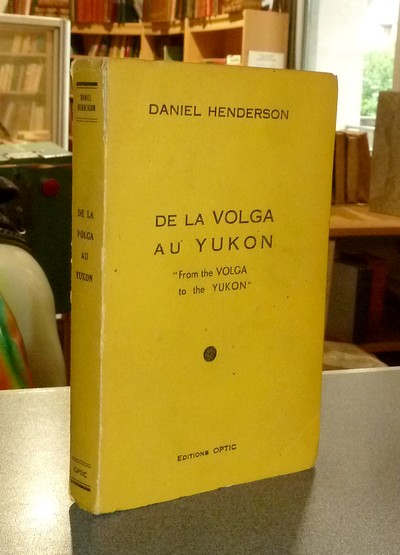 DANIEL
HENDERSON
DE LA
VOLGA
AU
YUKON
OPTIC
DANIEL HENDERSON
DE LA VOLGA
AU YUKON
"From the VOLGA
to the YUKON"
EDITIONS OPTIC